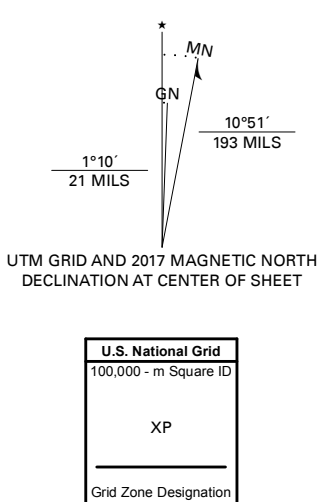 ★
MN
GN
10°51´
193 MILS
1°10´
21 MILS
UTM GRID AND 2017 MAGNETIC NORTH
DECLINATION AT CENTER OF SHEET
U.S. National Grid
100,000 - m Square ID
XP
Grid Zone Designation